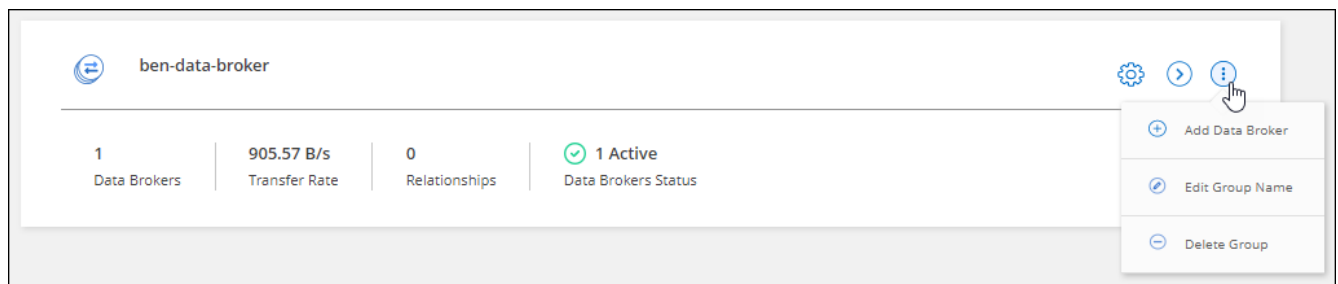 ben-data-broker
1 905.57 B/s 0 1 Active
Data Brokers Transfer Rate Relationships Data Brokers Status
Add Data Broker
Edit Group Name
Delete Group